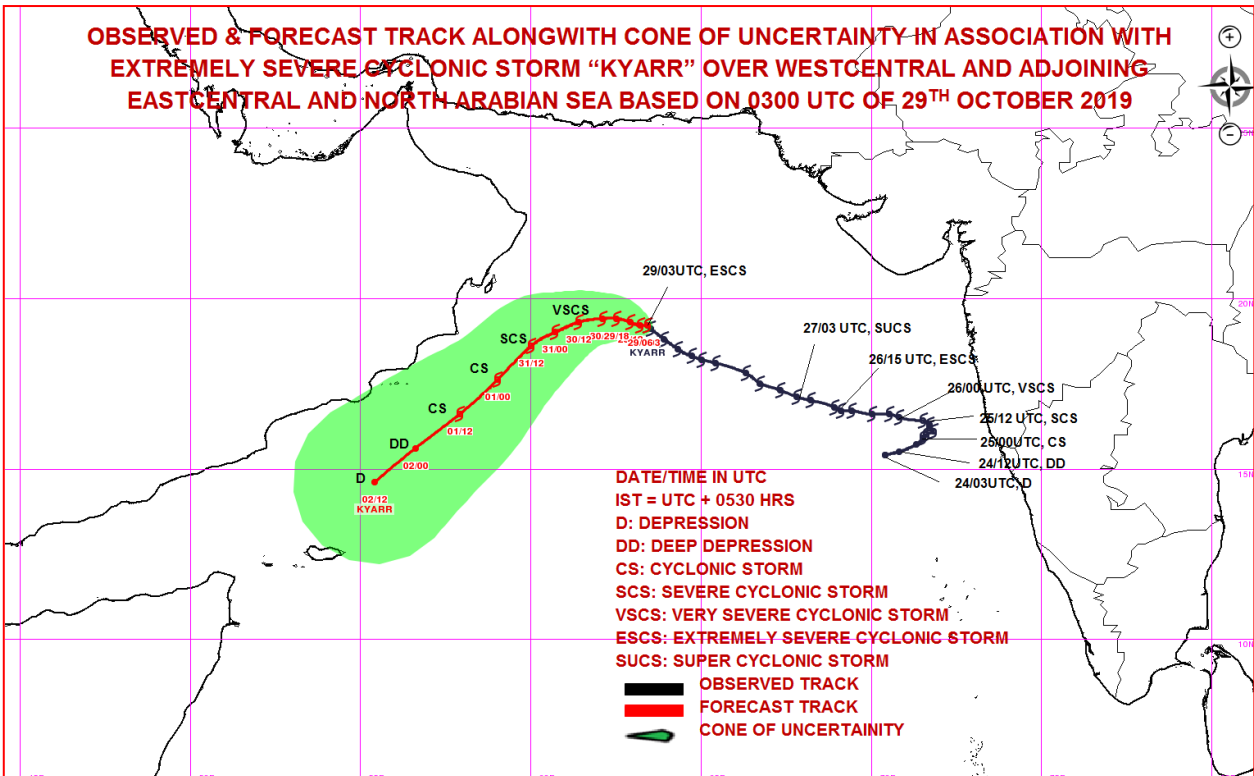 OBSERVED & FORECAST TRACK ALONGWITH CONE OF UNCERTAINTY IN ASSOCIATION WITH
EXTREMELY SEVERE CYCLONIC STORM “KYARR” OVER WESTCENTRAL AND ADJOINING
EASTCENTRAL AND NORTH ARABIAN SEA BASED ON 0300 UTC OF 29TH OCTOBER 2019
29/03UTC, ESCS
20N
VSCS
27/03 UTC, SUCS
30/12
29/18
29/06
KYARR
SCS
31/00
31/12
26/15 UTC, ESCS
CS
01/00
26/00UTC, VSCS
CS
01/12
25/12 UTC, SCS
25/00UTC, CS
DD
02/00
24/12UTC, DD
15N
D
02/12
KYARR
24/03UTC, D
DATE/TIME IN UTC
IST = UTC + 0530 HRS
D: DEPRESSION
DD: DEEP DEPRESSION
CS: CYCLONIC STORM
SCS: SEVERE CYCLONIC STORM
VSCS: VERY SEVERE CYCLONIC STORM
ESCS: EXTREMELY SEVERE CYCLONIC STORM
10N
SUCS: SUPER CYCLONIC STORM
OBSERVED TRACK
FORECAST TRACK
CONE OF UNCERTAINITY